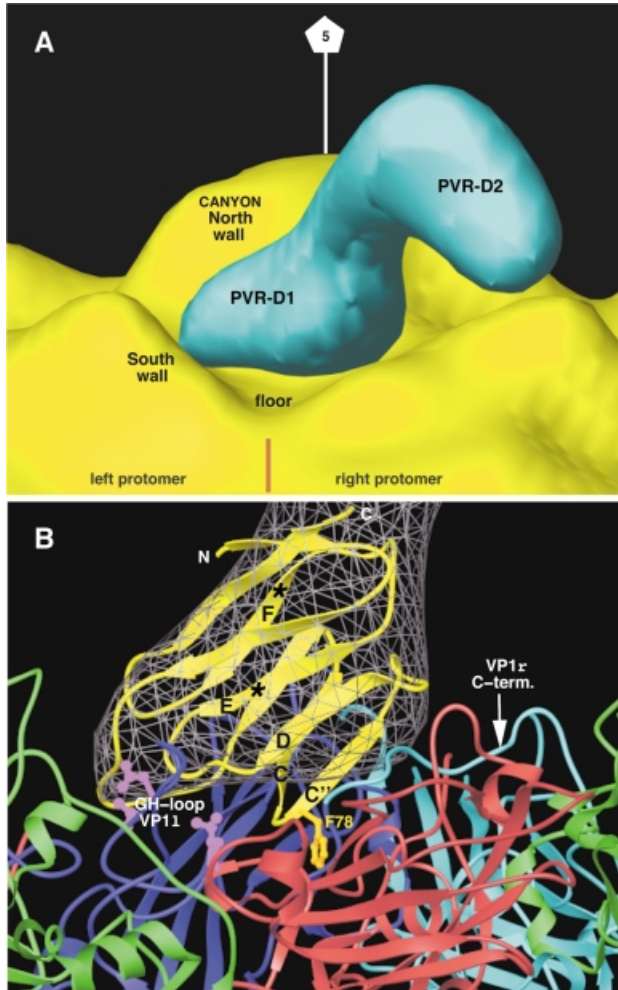 A
5
PVR-D2
CANYON
North
wall
PVR-D1
South
wall
floor
left protomer
right protomer
B
C
N
*
F
VP1r
C-term.
E
*
D
C
GH-loop
VP1l
C''
F78